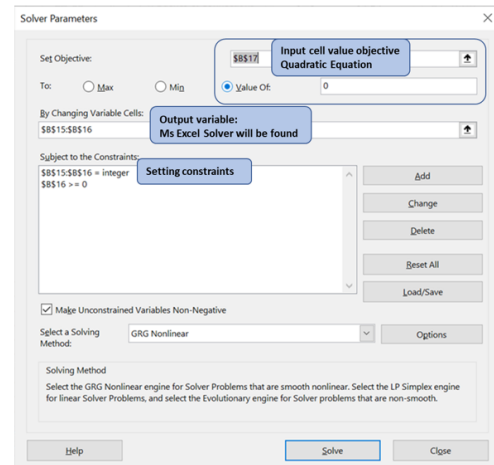 Solver Parameters
Set Objective:
$B$17
Input cell value objective
Quadratic Equation
To:
Max
Min
Value Of:
0
By Changing Variable Cells:
$B$15:$B$16
Output variable:
Ms Excel Solver will be found
Subject to the Constraints:
$B$15:$B$16 = integer
$B$16 >= 0
Setting constraints
Add
Change
Delete
Reset All
Load/Save
Make Unconstrained Variables Non-Negative
Select a Solving
Method:
GRG Nonlinear
Options
Solving Method
Select the GRG Nonlinear engine for Solver Problems that are smooth nonlinear. Select the LP Simplex engine
for linear Solver Problems, and select the Evolutionary engine for Solver problems that are non-smooth.
Help
Solve
Close